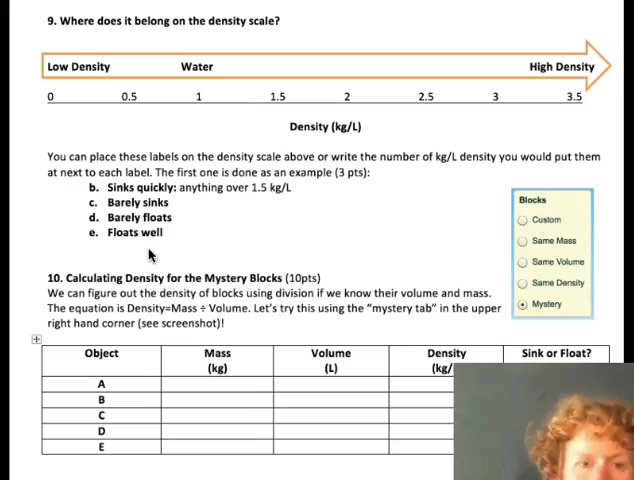 9. Where does it belong on the density scale?
Low Density Water High Density
0 0.5 1 1.5 2 2.5 3 3.5
Density (kg/L)
You can place these labels on the density scale above or write the number of kg/L density you would put them
at next to each label. The first one is done as an example (3 pts):
b. Sinks quickly: anything over 1.5 kg/L
c. Barely sinks
d. Barely floats
e. Floats well
Blocks
Custom
Same Mass
Same Volume
Same Density
Mystery
10. Calculating Density for the Mystery Blocks (10pts)
We can figure out the density of blocks using division if we know their volume and mass.
The equation is Density=Mass ÷ Volume. Let's try this using the "mystery tab" in the upper
right hand corner (see screenshot)!
Object Mass Volume Density Sink or Float?
(kg) (L) (kg/
A
B
C
D
E